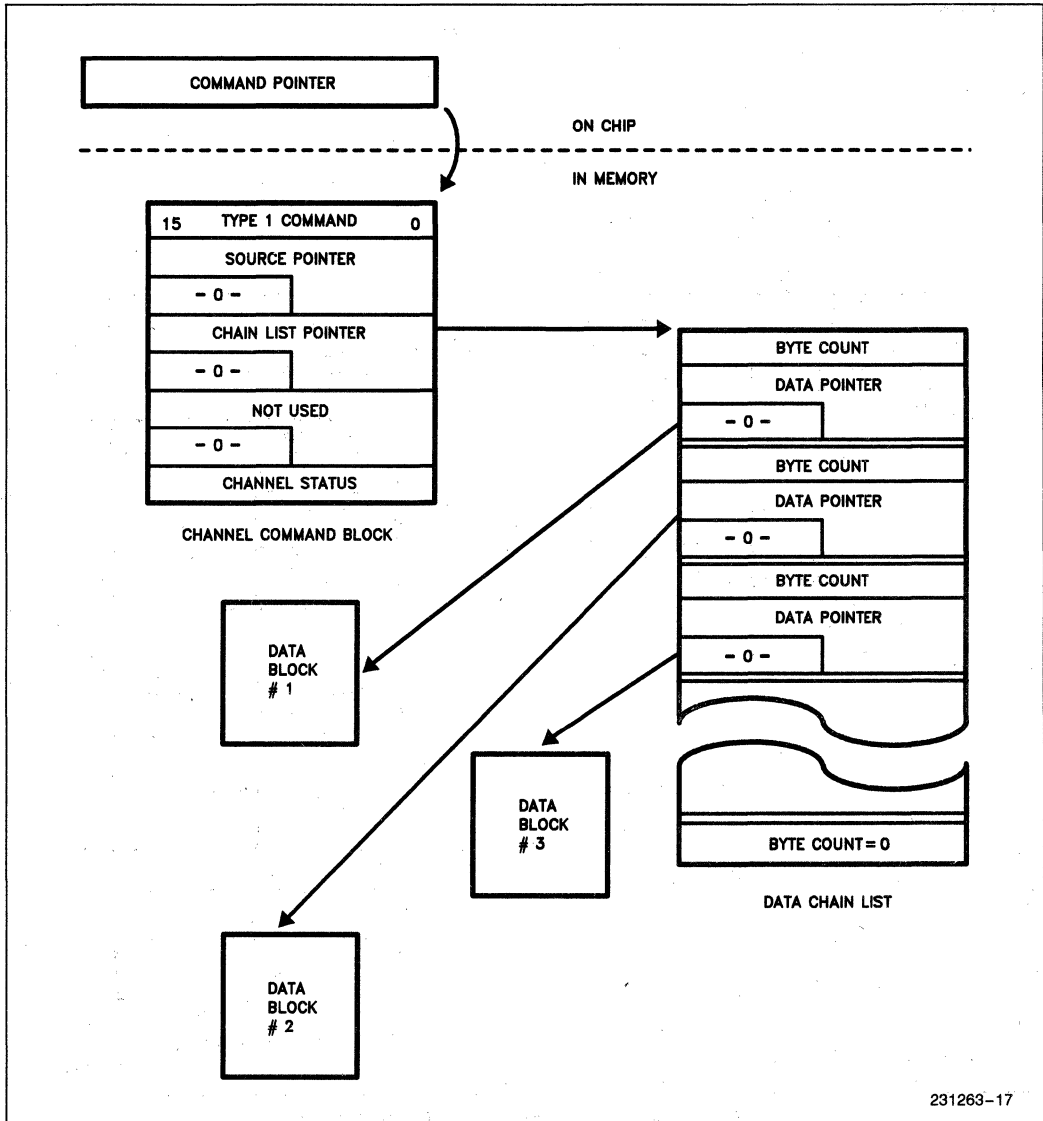 COMMAND POINTER
ON CHIP
IN MEMORY
15 TYPE 1 COMMAND 0
SOURCE POINTER
- 0 -
CHAIN LIST POINTER
- 0 -
NOT USED
- 0 -
CHANNEL STATUS
CHANNEL COMMAND BLOCK
BYTE COUNT
DATA POINTER
- 0 -
BYTE COUNT
DATA POINTER
- 0 -
BYTE COUNT
DATA POINTER
- 0 -
BYTE COUNT = 0
DATA CHAIN LIST
DATA
BLOCK
# 1
DATA
BLOCK
# 3
DATA
BLOCK
# 2
231263-17